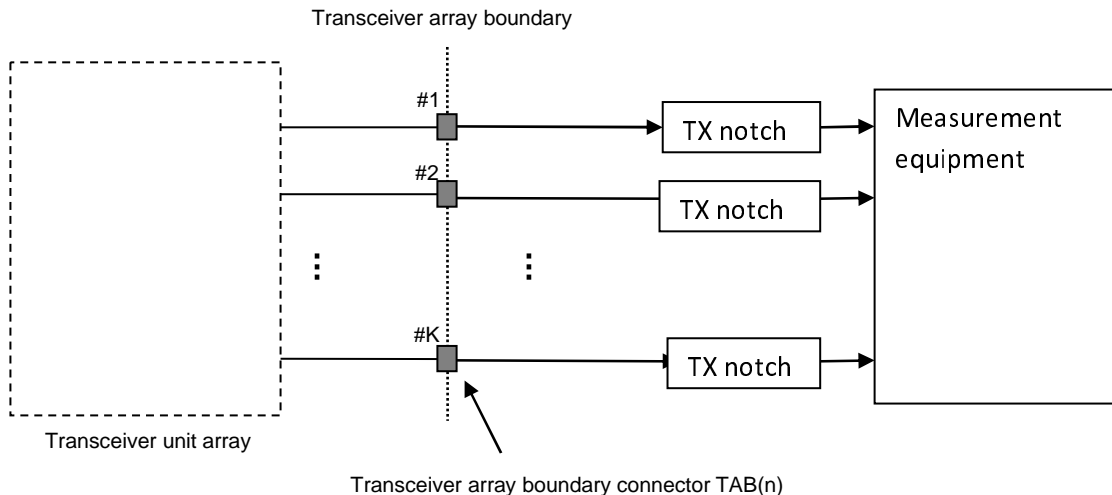 Transceiver array boundary
#1
TX notch
Measurement
equipment
#2
TX notch
#K
TX notch
Transceiver unit array
Transceiver array boundary connector TAB(n)